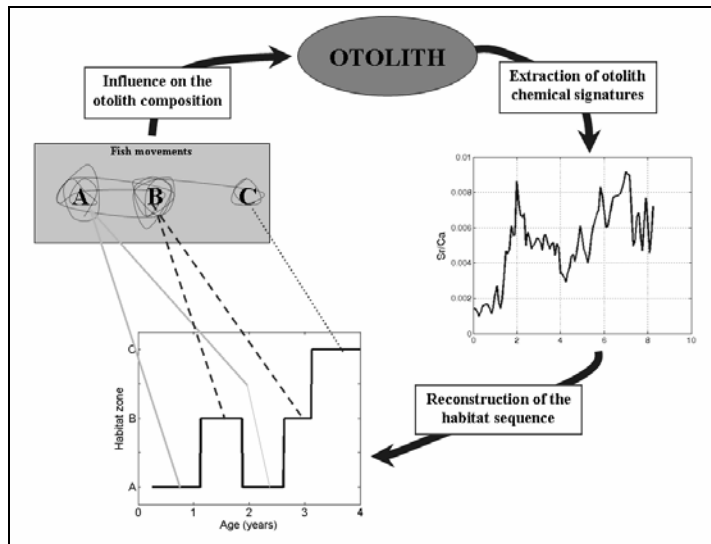 OTOLITH
Influence on the
otolith composition
Extraction of otolith
chemical signatures
Fish movements
A
B
C
0.01
0.008
0.006
0.004
0.002
0
Sr/Ca
0
2
4
6
8
10
Reconstruction of the
habitat sequence
C
B
A
Habitat zone
0
1
2
3
4
Age (years)